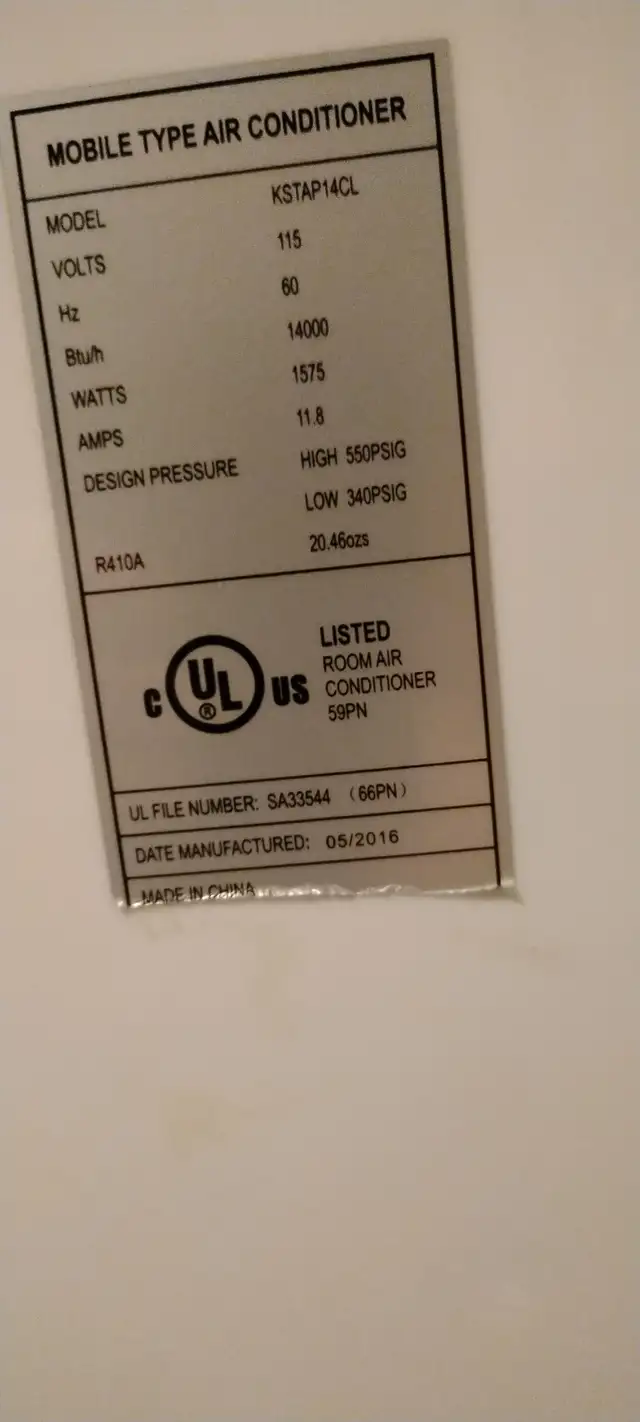 MOBILE TYPE AIR CONDITIONER
MODEL KSTAP14CL
VOLTS 115
Hz 60
Btu/h 14000
WATTS 1575
AMPS 11.8
DESIGN PRESSURE HIGH 550PSIG
LOW 340PSIG
R410A 20.46ozs
C UL® US
LISTED
ROOM AIR
CONDITIONER
59PN
UL FILE NUMBER: SA33544 (66PN)
DATE MANUFACTURED: 05/2016
MADE IN CHINA